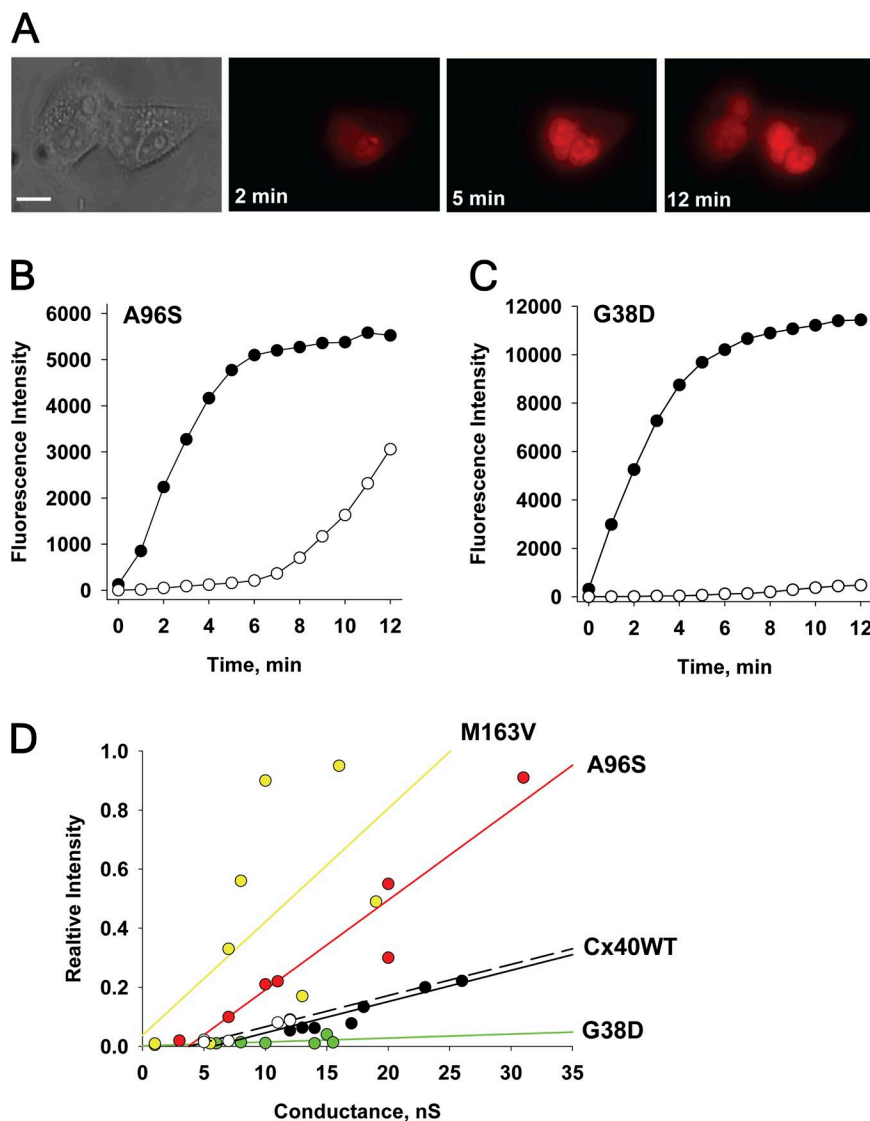 A
2 min
5 min
12 min
B
C
A96S
G38D
6000
5000
4000
3000
2000
1000
0
Fluorescence Intensity
0 2 4 6 8 10 12
Time, min
12000
10000
8000
6000
4000
2000
0
Fluorescence Intensity
0 2 4 6 8 10 12
Time, min
D
M163V
A96S
Cx40WT
G38D
1.0
0.8
0.6
0.4
0.2
0.0
Realtive Intensity
0 5 10 15 20 25 30 35
Conductance, nS